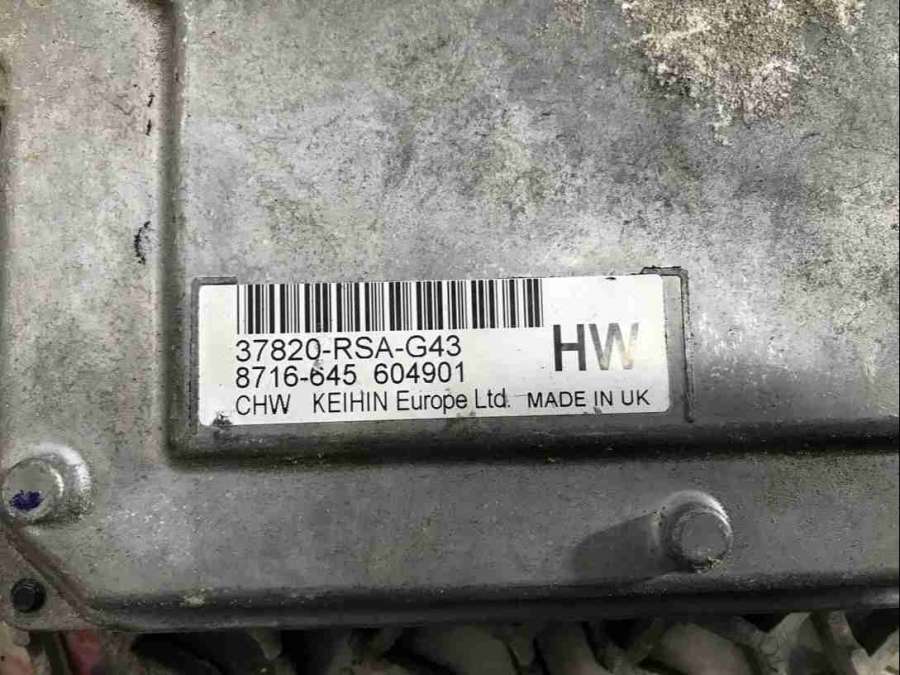 37820-RSA-G43
HW
8716-645 604901
CHW KEIHIN Europe Ltd. MADE IN UK